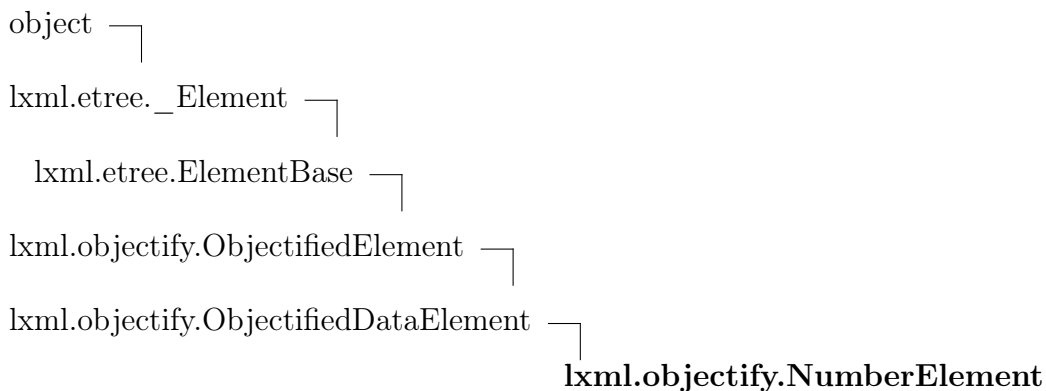 object
lxml.etree._Element
lxml.etree.ElementBase
lxml.objectify.ObjectifiedElement
lxml.objectify.ObjectifiedDataElement
lxml.objectify.NumberElement